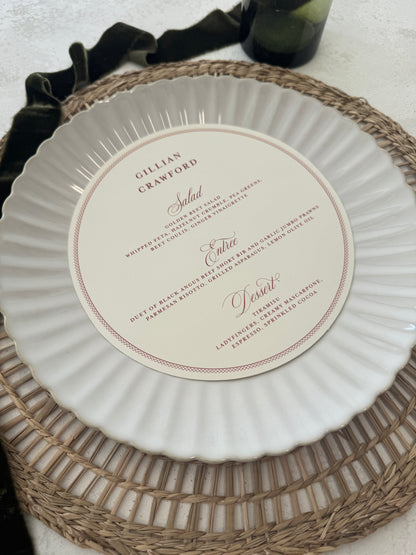 GILLIAN
CRAWFORD
Salad
GOLDEN BEET SALAD
WHIPPED FETA, HAZELNUT CRUMBLE, PEA GREENS,
BEET COULIS, GINGER VINAIGRETTE
Entrée
DUET OF BLACK ANGUS BEEF SHORT RIB AND GARLIC JUMBO PRAWNS
PARMESAN RISOTTO, GRILLED ASPARAGUS, LEMON OLIVE OIL
Dessert
TIRAMISU
LADYFINGERS, CREAMY MASCARPONE,
ESPRESSO, SPRINKLED COCOA